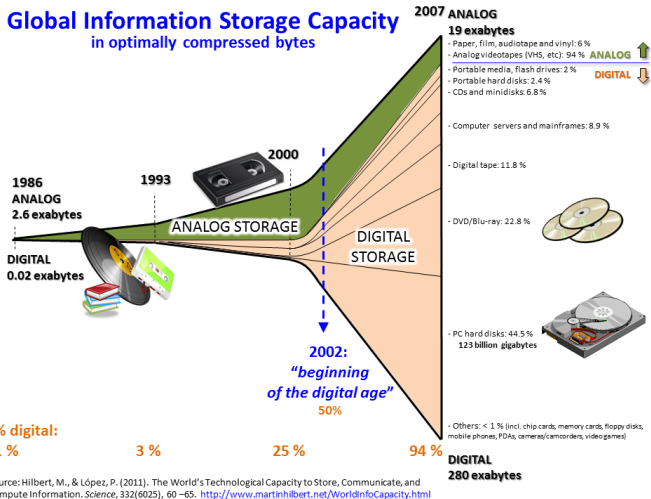 Global Information Storage Capacity
in optimally compressed bytes
2007 ANALOG
19 exabytes
- Paper, film, audiotape and vinyl: 6 %
- Analog videotapes (VHS, etc): 94 %
ANALOG
- Portable media, flash drives: 2 %
DIGITAL
- Portable hard disks: 2.4 %
- CDs and minidisks: 6.8 %
- Computer servers and mainframes: 8.9 %
- Digital tape: 11.8 %
- DVD/Blu-ray: 22.8 %
- PC hard disks: 44.5 %
123 billion gigabytes
- Others: < 1 % (incl. chip cards, memory cards, floppy disks,
mobile phones, PDAs, cameras/camcorders, video games)
DIGITAL
280 exabytes
1986
ANALOG
2.6 exabytes
DIGITAL
0.02 exabytes
1993
2000
ANALOG STORAGE
DIGITAL
STORAGE
2002:
"beginning
of the digital age"
50%
% digital:
%
3 %
25 %
94 %
urce: Hilbert, M., & López, P. (2011). The World's Technological Capacity to Store, Communicate, and
mpute Information. Science, 332(6025), 60 –65. http://www.martinhilbert.net/WorldInfoCapacity.html